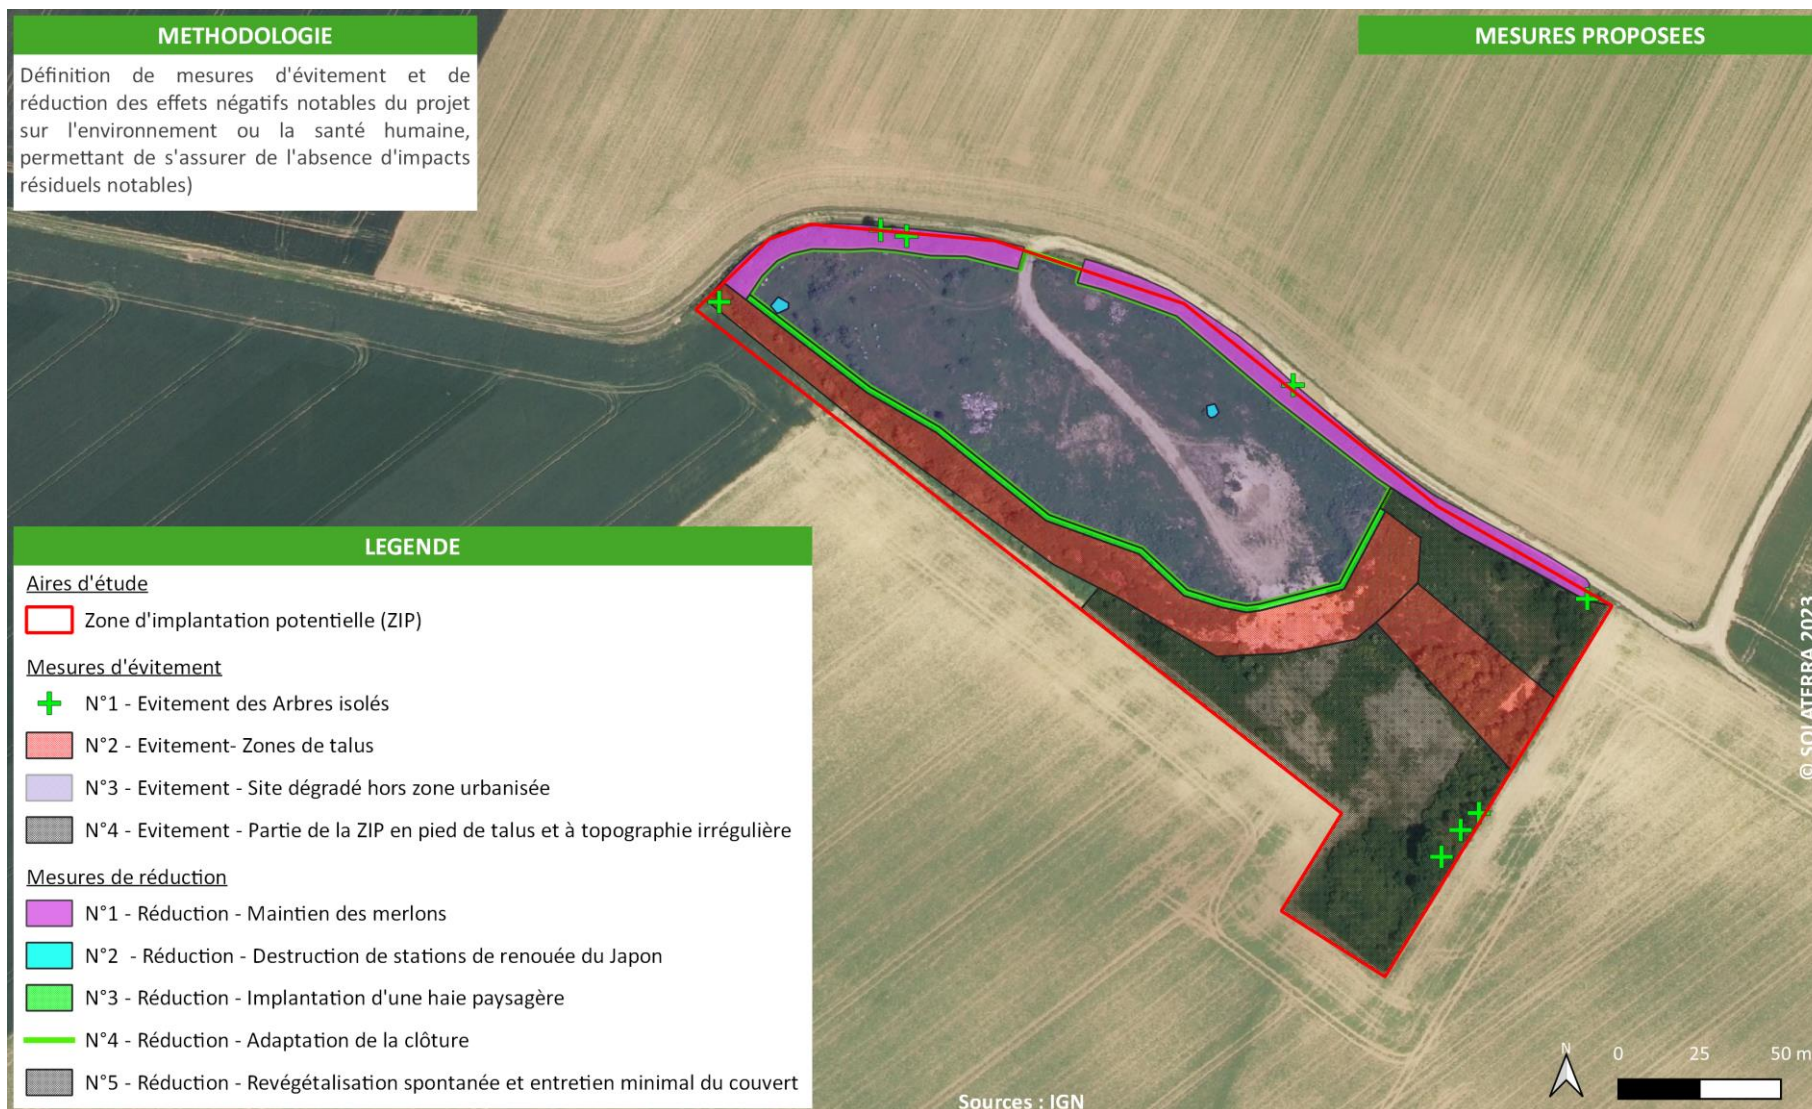 METHODOLOGIE
Définition de mesures d'évitement et de
réduction des effets négatifs notables du projet
sur l'environnement ou la santé humaine,
permettant de s'assurer de l'absence d'impacts
résiduels notables)
MESURES PROPOSEES
LEGENDE
Aires d'étude
Zone d'implantation potentielle (ZIP)
Mesures d'évitement
N°1 - Evitement des Arbres isolés
N°2 - Evitement- Zones de talus
N°3 - Evitement - Site dégradé hors zone urbanisée
N°4 - Evitement - Partie de la ZIP en pied de talus et à topographie irrégulière
Mesures de réduction
N°1 - Réduction - Maintien des merlons
N°2 - Réduction - Destruction de stations de renouée du Japon
N°3 - Réduction - Implantation d'une haie paysagère
N°4 - Réduction - Adaptation de la clôture
N°5 - Réduction - Revégétalisation spontanée et entretien minimal du couvert
© SOLATERRA 2023
N
0 25 50 m
Sources : IGN